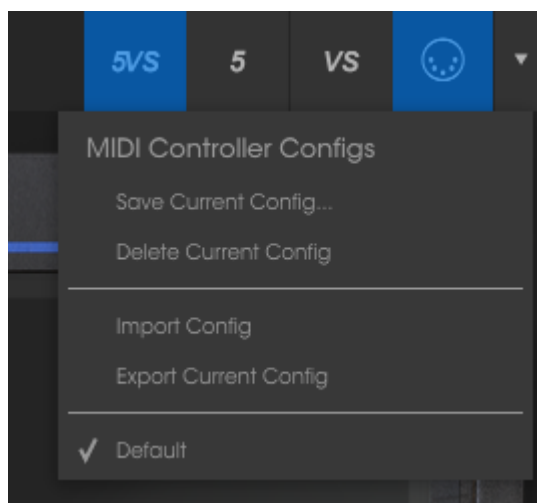 5VS 5 VS
MIDI Controller Configs
Save Current Config...
Delete Current Config
Import Config
Export Current Config
Default